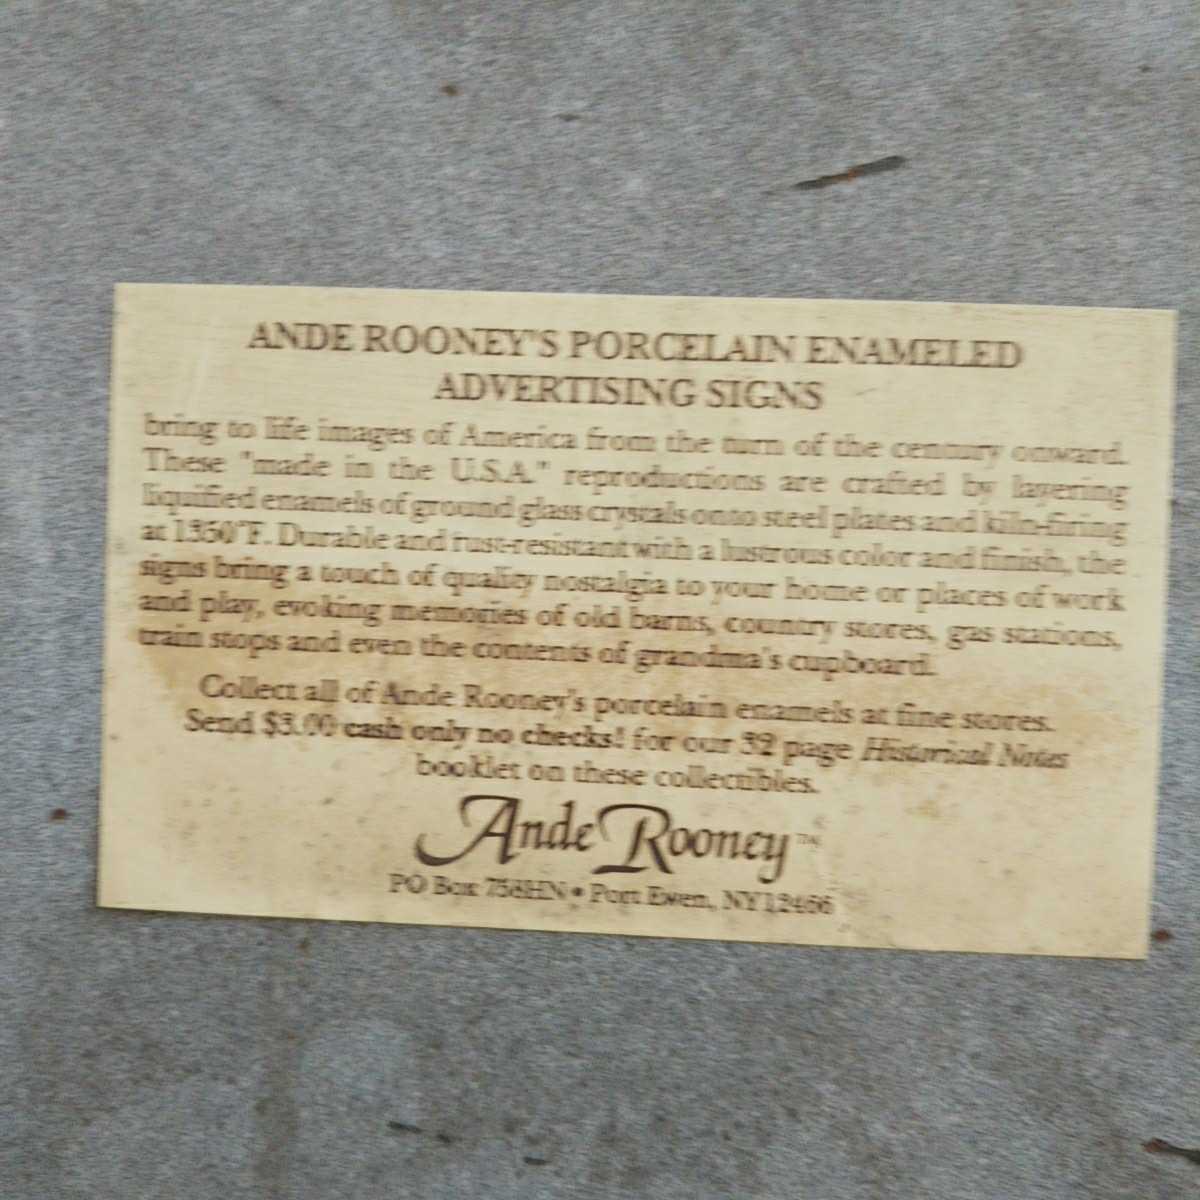 ANDE ROONEY'S PORCELAIN ENAMELED
ADVERTISING SIGNS
bring to life images of America from the turn of the century onward.
These "made in the U.S.A." reproductions are crafted by layering
liquified enamels of ground glass crystals onto steel plates and kiln-firing
at 1350°F. Durable and rust-resistant with a lustrous color and finish, the
signs bring a touch of quality nostalgia to your home or places of work
and play, evoking memories of old barns, country stores, gas stations,
train stops and even the contents of grandma's cupboard.
Collect all of Ande Rooney's porcelain enamels at fine stores.
Send $3.00 cash only no checks! for our 32 page Historical Notes
booklet on these collectibles.
Ande Rooney™
PO Box 758HN • Port Ewen, NY 12466